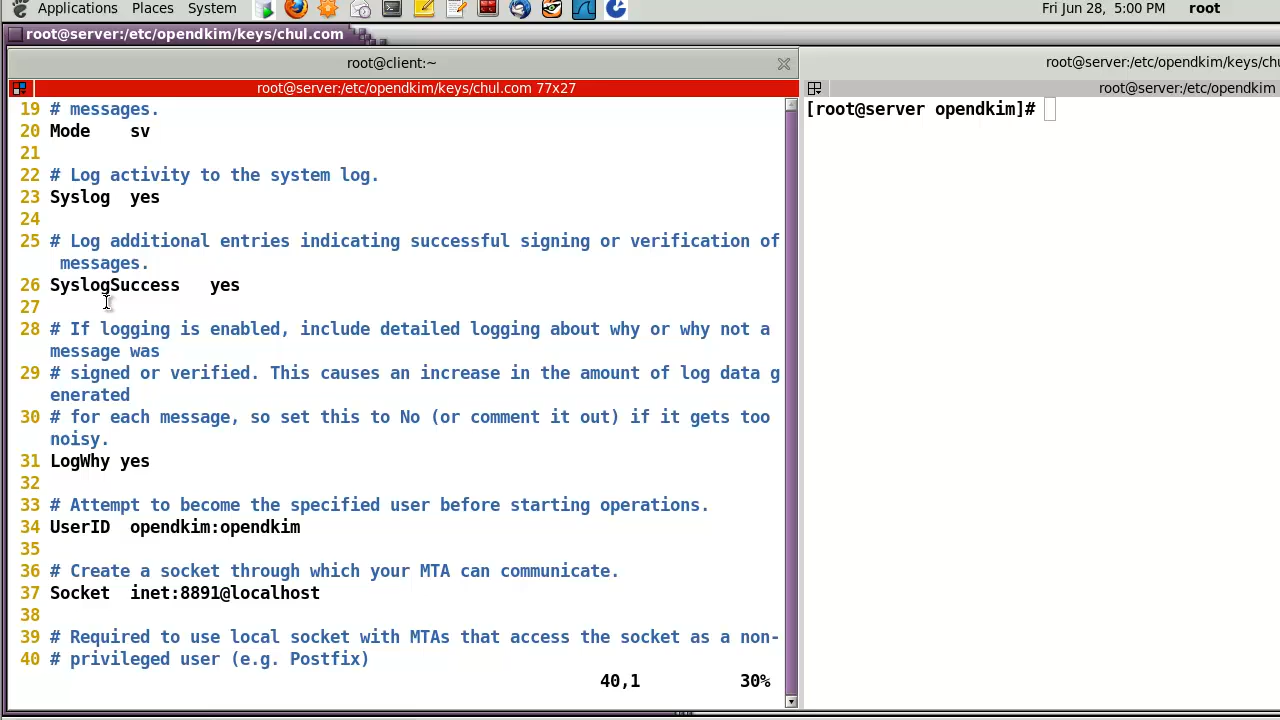 Applications Places System
Fri Jun 28, 5:00 PM root
root@server:/etc/opendkim/keys/chul.com
root@client:~
root@server:/etc/opendkim/keys/chul.com 77x27
19 # messages.
20 Mode    sv
21
22 # Log activity to the system log.
23 Syslog  yes
24
25 # Log additional entries indicating successful signing or verification of
messages.
26 SyslogSuccess   yes
27
28 # If logging is enabled, include detailed logging about why or why not a
message was
29 # signed or verified. This causes an increase in the amount of log data g
enerated
30 # for each message, so set this to No (or comment it out) if it gets too
noisy.
31 LogWhy yes
32
33 # Attempt to become the specified user before starting operations.
34 UserID  opendkim:opendkim
35
36 # Create a socket through which your MTA can communicate.
37 Socket  inet:8891@localhost
38
39 # Required to use local socket with MTAs that access the socket as a non-
40 # privileged user (e.g. Postfix)
40,1          30%
root@server:/etc/opendkim/keys/chu
root@server:/etc/opendkim
[root@server opendkim]#